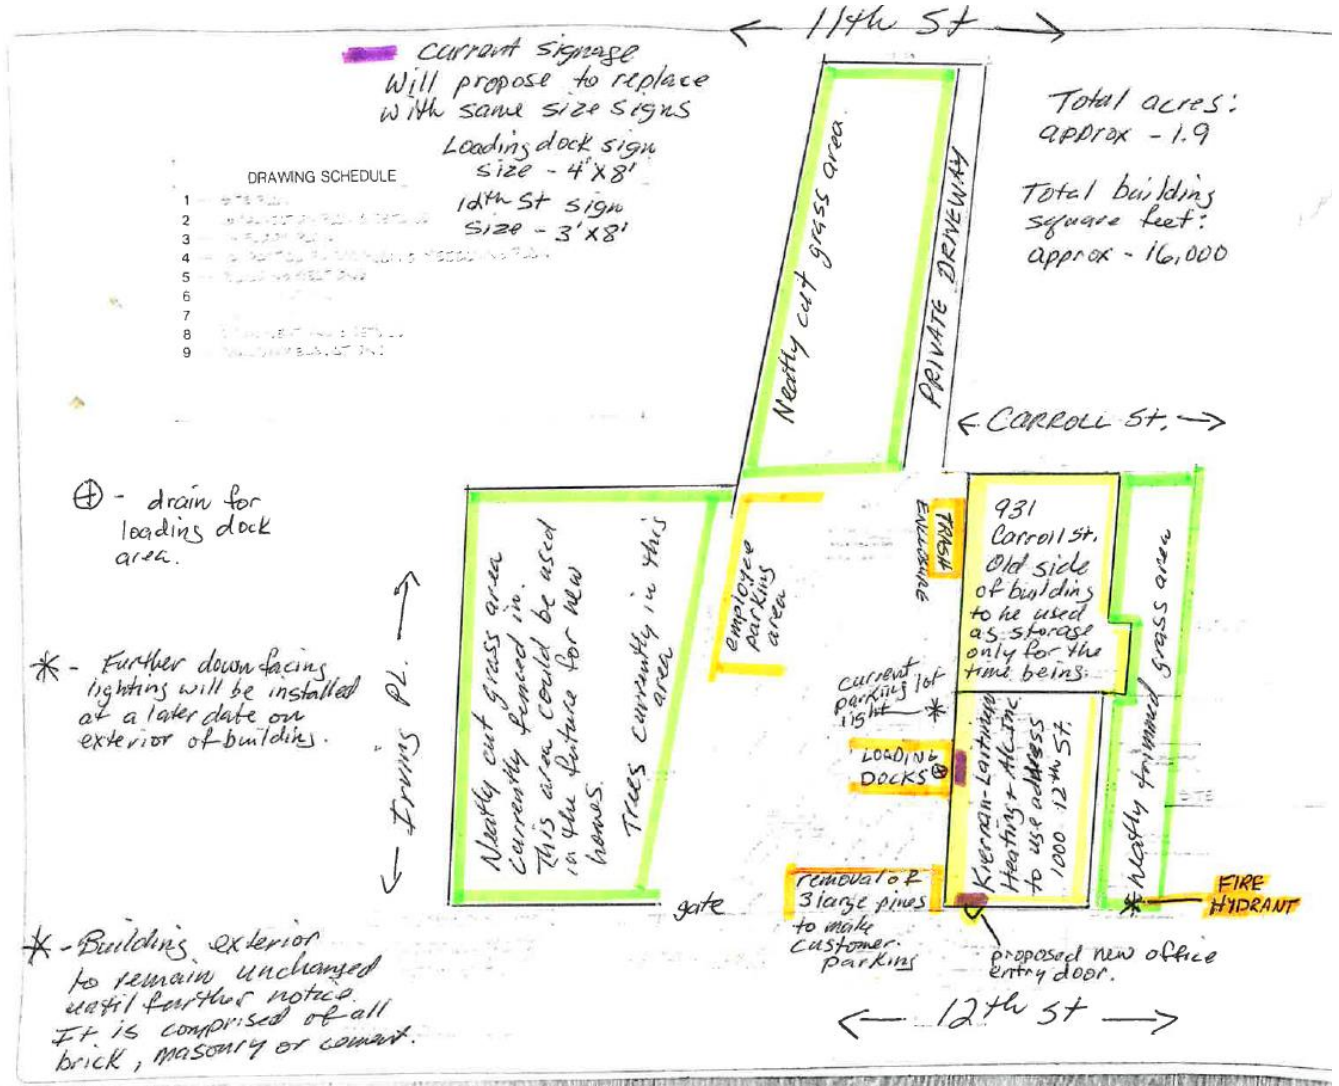 ← 11th St →
current signage
Will propose to replace
with same size signs
Loading dock sign
size - 4'X8'
12th St sign
size - 3'X8'
Total acres:
approx - 1.9
Total building
square feet:
approx - 16,000
DRAWING SCHEDULE
1
2
3
4
5
6
7
8
9
Neatly cut grass area.
PRIVATE DRIVEWAY
← CARROLL St. →
⊕ - drain for
loading dock
area.
* - Further down facing
lighting will be installed
at a later date on
exterior of building.
← Irving PL. →
Neatly cut grass area
currently fenced in.
This area could be used
in the future for new
homes.
Trees currently in this
area
employee
parking
area
TRASH
ENCLOSURE
931
Carroll St.
Old side
of building
to be used
as storage
only for the
time being.
Neatly trimmed grass area
current
parking lot
light *
LOADING
DOCKS ⊕
Kiernan-Laitinen
Heating + Air Inc
to use address
1000 12th St.
removal of
3 large pines
to make
customer
parking
gate
FIRE
HYDRANT
*
proposed new office
entry door.
* - Building exterior
to remain unchanged
until further notice.
It is comprised of all
brick, masonry or cement.
← 12th St →